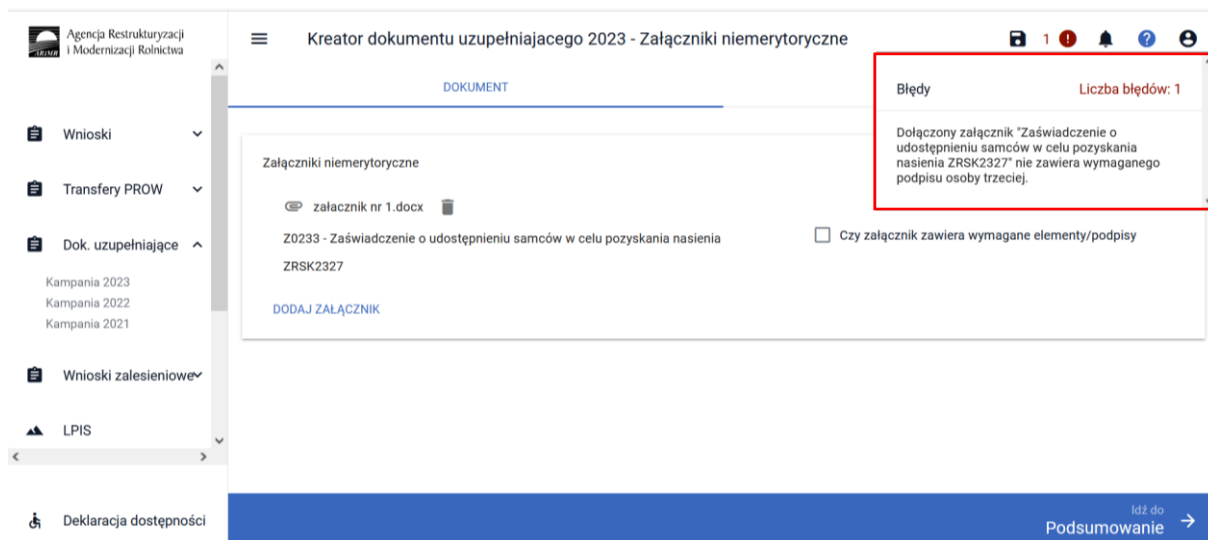 Agencja Restrukturyzacji
i Modernizacji Rolnictwa
ARiMR
Kreator dokumentu uzupełniajacego 2023 - Załączniki niemerytoryczne
1
DOKUMENT
Błędy
Liczba błędów: 1
Dołączony załącznik "Zaświadczenie o
udostępnieniu samców w celu pozyskania
nasienia ZRSK2327" nie zawiera wymaganego
podpisu osoby trzeciej.
Wnioski
Transfery PROW
Dok. uzupełniające
Kampania 2023
Kampania 2022
Kampania 2021
Wnioski zalesieniowe
LPIS
Deklaracja dostępności
Załączniki niemerytoryczne
załacznik nr 1.docx
Z0233 - Zaświadczenie o udostępnieniu samców w celu pozyskania nasienia
ZRSK2327
Czy załącznik zawiera wymagane elementy/podpisy
DODAJ ZAŁĄCZNIK
Idź do
Podsumowanie